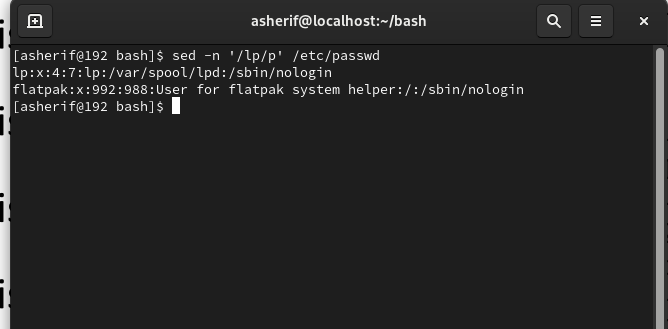 asherif@localhost:~/bash
[asherif@192 bash]$ sed -n '/lp/p' /etc/passwd
lp:x:4:7:lp:/var/spool/lpd:/sbin/nologin
flatpak:x:992:988:User for flatpak system helper:/:/sbin/nologin
[asherif@192 bash]$